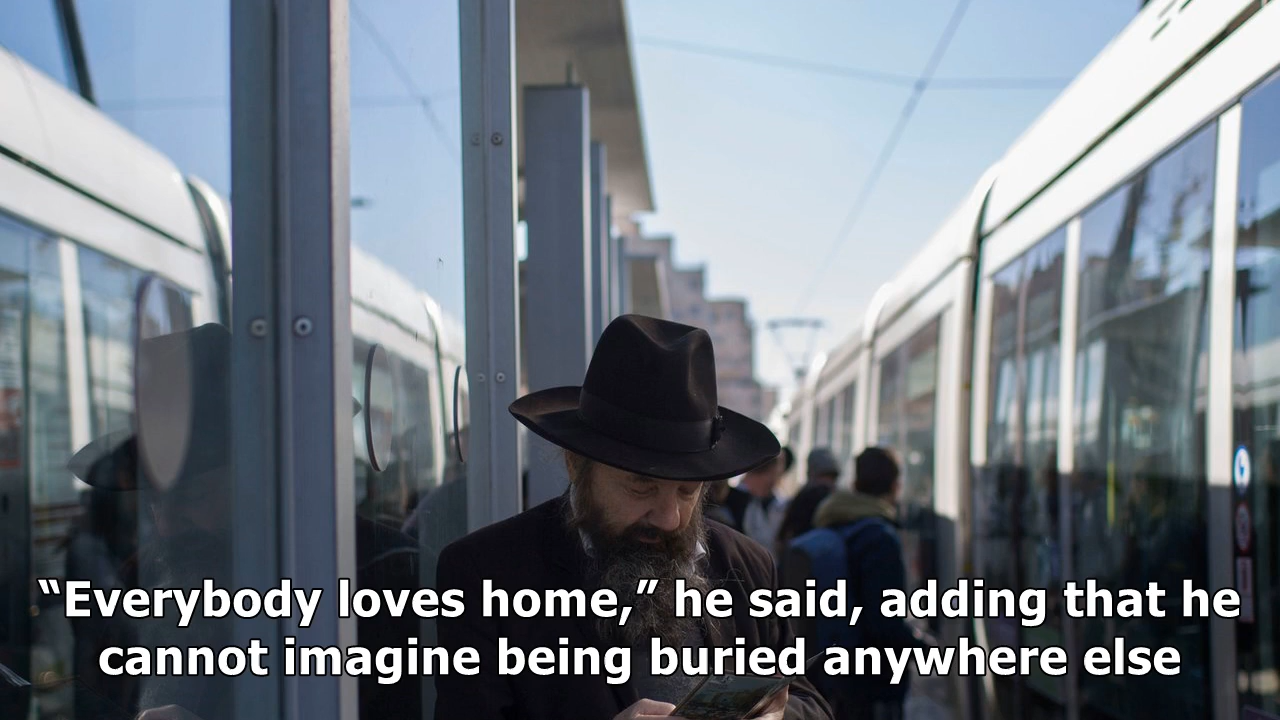 “Everybody loves home,” he said, adding that he
cannot imagine being buried anywhere else